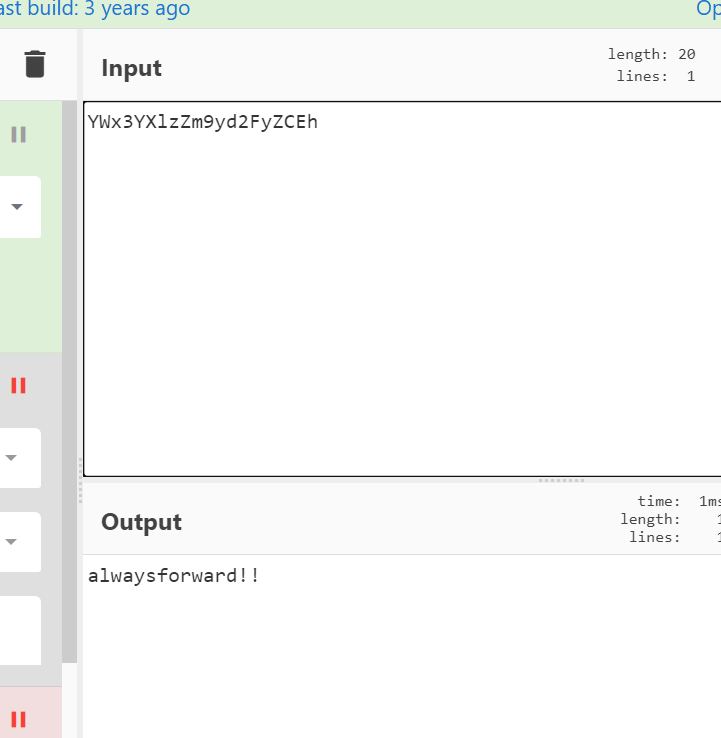 ast build: 3 years ago
Op
Input
length: 20
lines: 1
YWx3YXlzZm9yd2FyZCEh
Output
time: 1ms
length: 1
lines: 1
alwaysforward!!